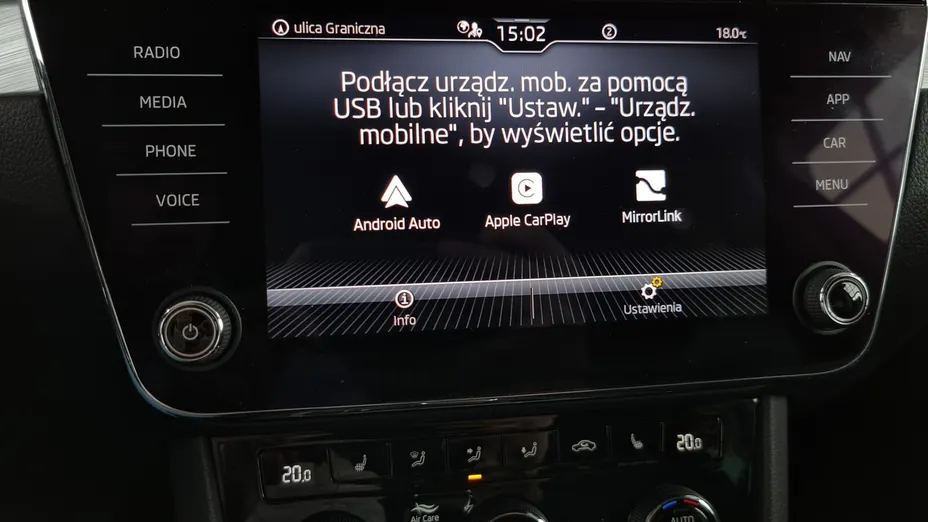 ulica Graniczna 15:02 2 18.0°C
RADIO
MEDIA
PHONE
VOICE
Podłącz urządz. mob. za pomocą
USB lub kliknij "Ustaw." – "Urządz.
mobilne", by wyświetlić opcje.
Android Auto Apple CarPlay MirrorLink
Info Ustawienia
NAV
APP
CAR
MENU
20.0 20.0
Air Care
AUTO